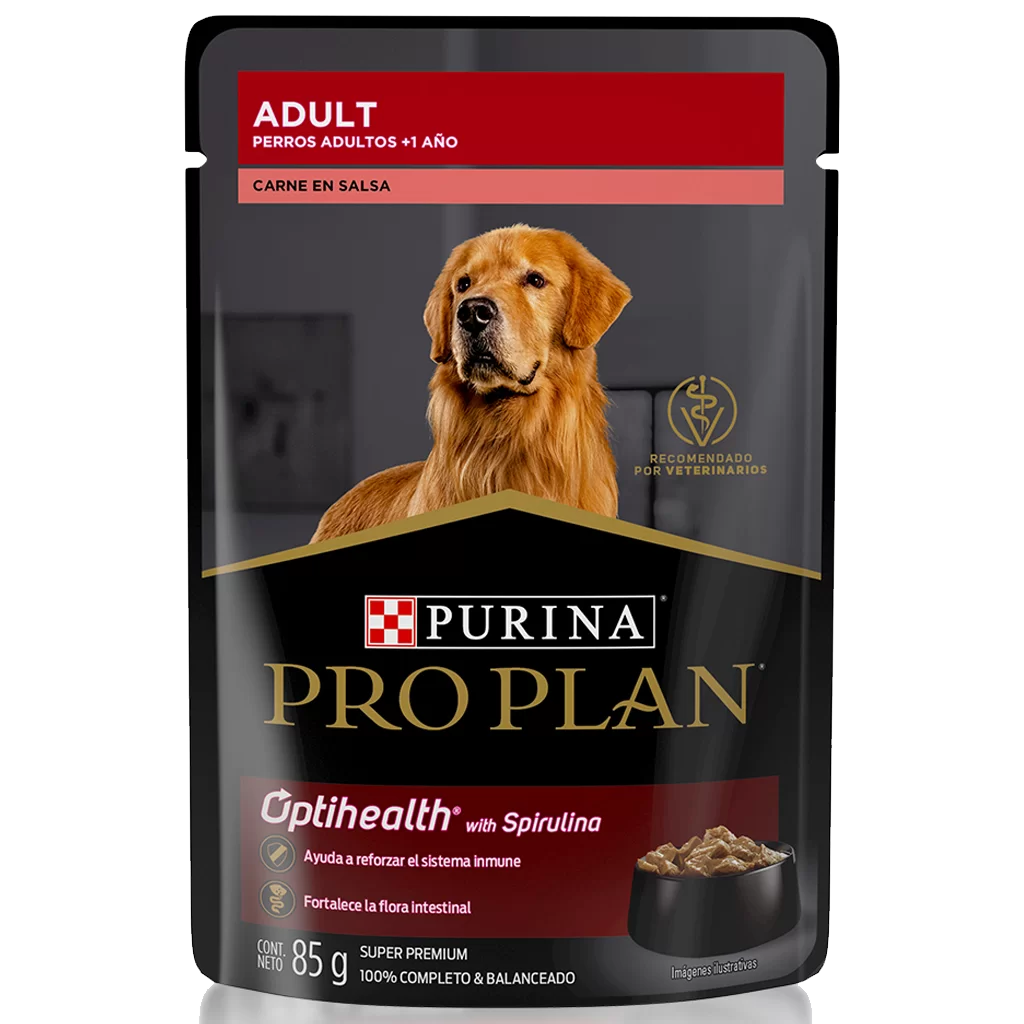 ADULT
PERROS ADULTOS +1 AÑO
CARNE EN SALSA
RECOMENDADO
POR VETERINARIOS
PURINA®
PRO PLAN®
Optihealth® with Spirulina
Ayuda a reforzar el sistema inmune
Fortalece la flora intestinal
CONT. NETO 85 g
SUPER PREMIUM
100% COMPLETO & BALANCEADO
Imágenes ilustrativas